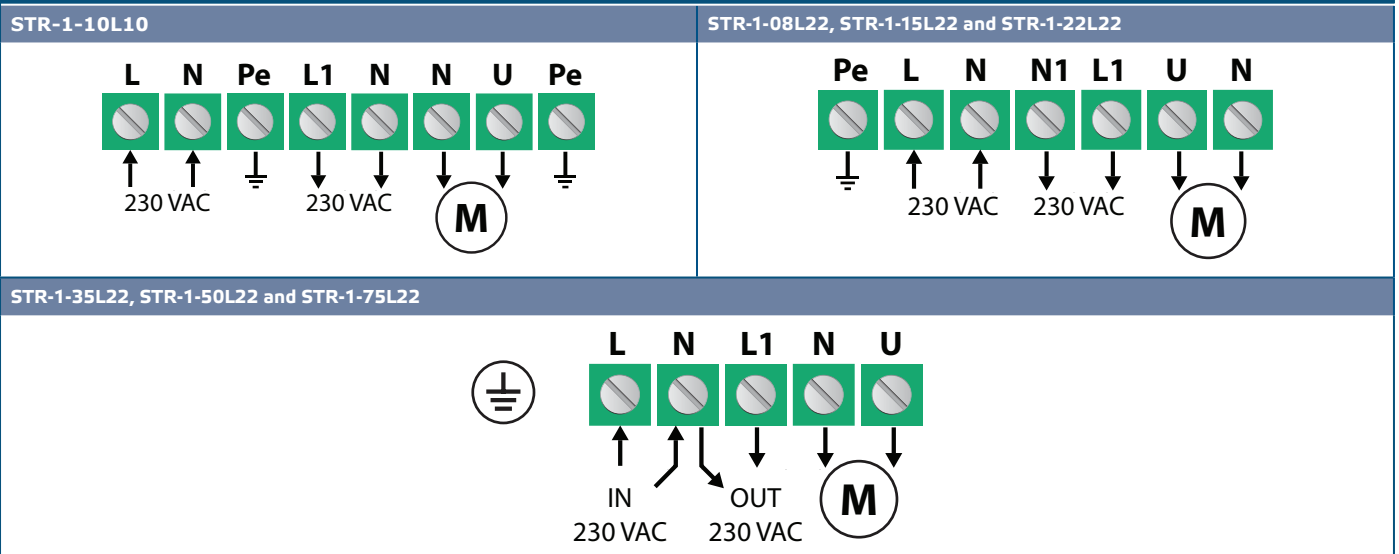 STR-1-10L10
L N Pe L1 N N U Pe
230 VAC 230 VAC
M
STR-1-08L22, STR-1-15L22 and STR-1-22L22
Pe L N N1 L1 U N
230 VAC 230 VAC
M
STR-1-35L22, STR-1-50L22 and STR-1-75L22
L N L1 N U
IN OUT
230 VAC 230 VAC
M